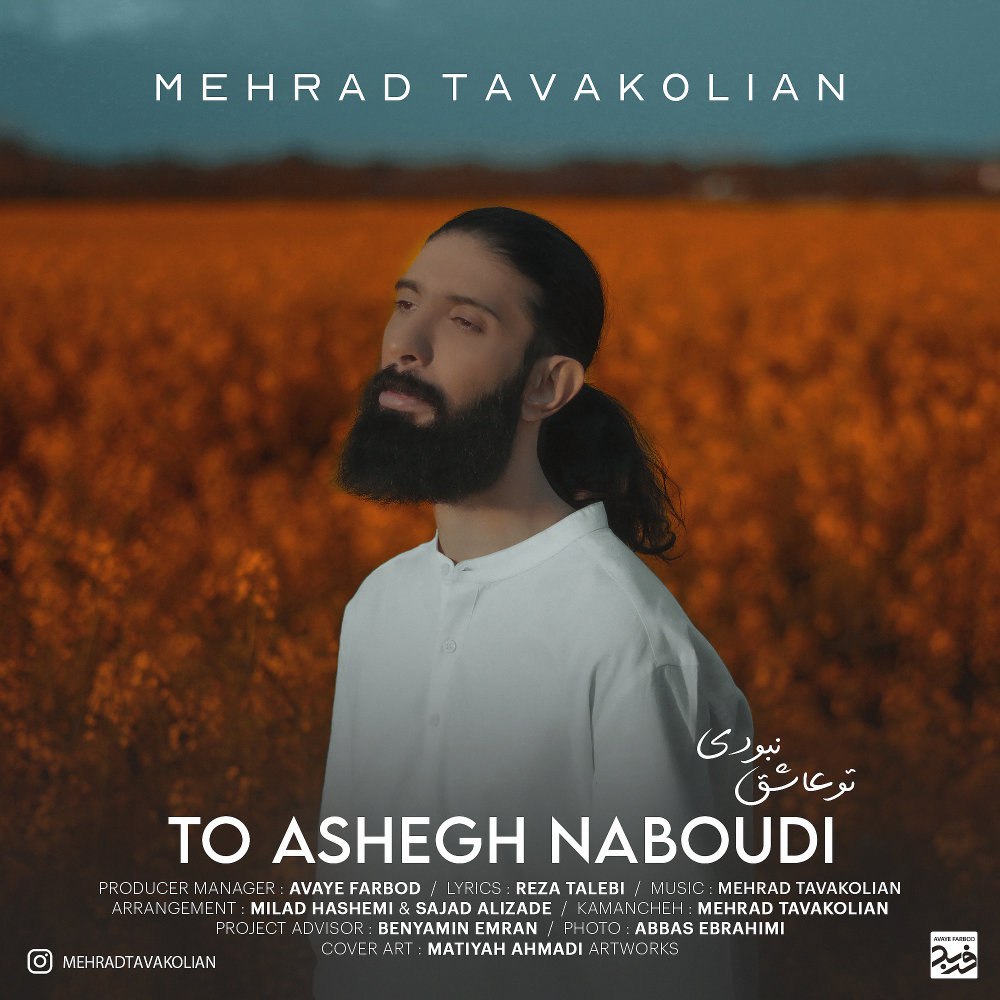 MEHRAD TAVAKOLIAN
نبودی
تو عاشق
TO ASHEGH NABOUDI
PRODUCER MANAGER : AVAYE FARBOD / LYRICS : REZA TALEBI / MUSIC : MEHRAD TAVAKOLIAN
ARRANGEMENT : MILAD HASHEMI & SAJAD ALIZADE / KAMANCHEH : MEHRAD TAVAKOLIAN
PROJECT ADVISOR : BENYAMIN EMRAN / PHOTO : ABBAS EBRAHIMI
COVER ART : MATIYAH AHMADI ARTWORKS
MEHRADTAVAKOLIAN
AVAYE FARBOD
فربد